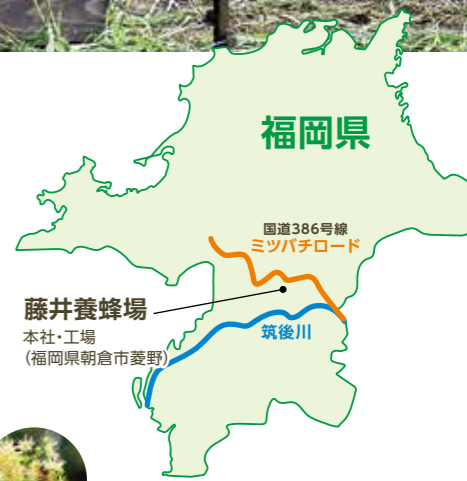 福岡県
国道386号線
ミツバチロード
藤井養蜂場
本社・工場
(福岡県朝倉市菱野)
筑後川